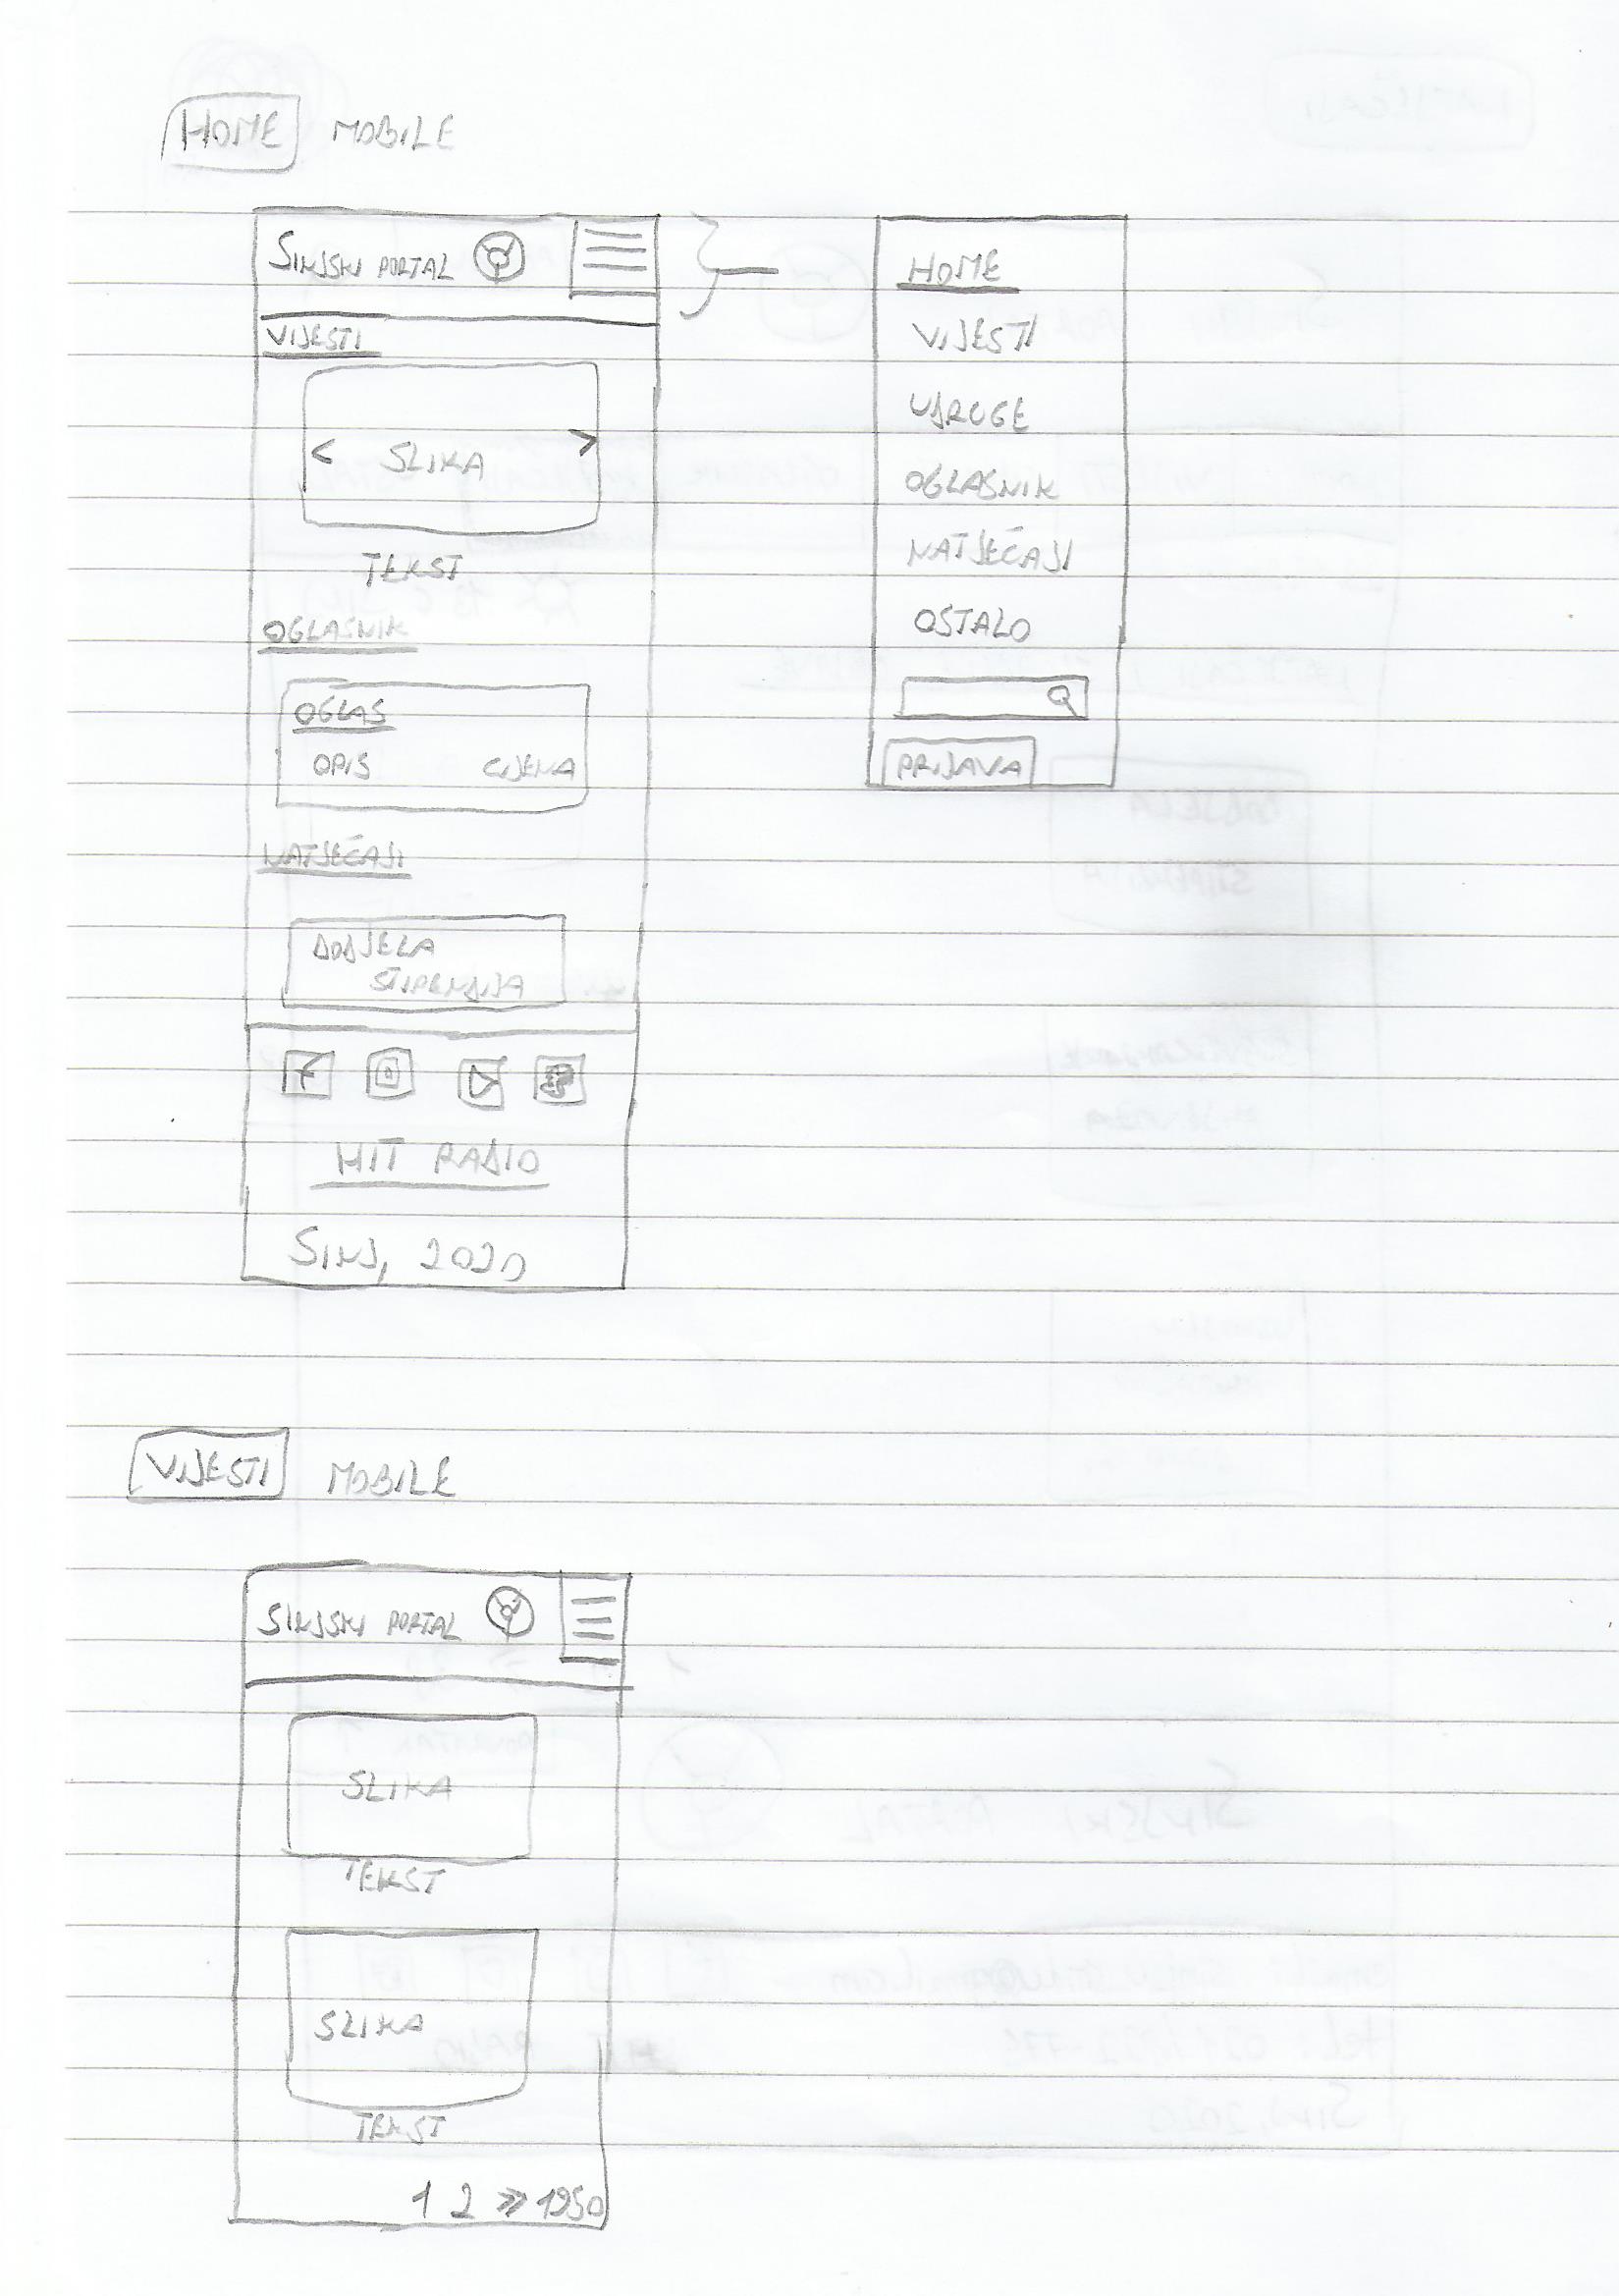 HOME MOBILE
SINJSKI PORTAL
VIJESTI
< SLIKA >
TEKST
OGLASNIK
OGLAS
OPIS CIJENA
NATJEČAJI
DODJELA
STIPENDIJA
f
HIT RADIO
SINJ, 2020
HOME
VIJESTI
UDRUGE
OGLASNIK
NATJEČAJI
OSTALO
PRIJAVA
VIJESTI MOBILE
SINJSKI PORTAL
SLIKA
TEKST
SLIKA
TEKST
1 2 >> 1950